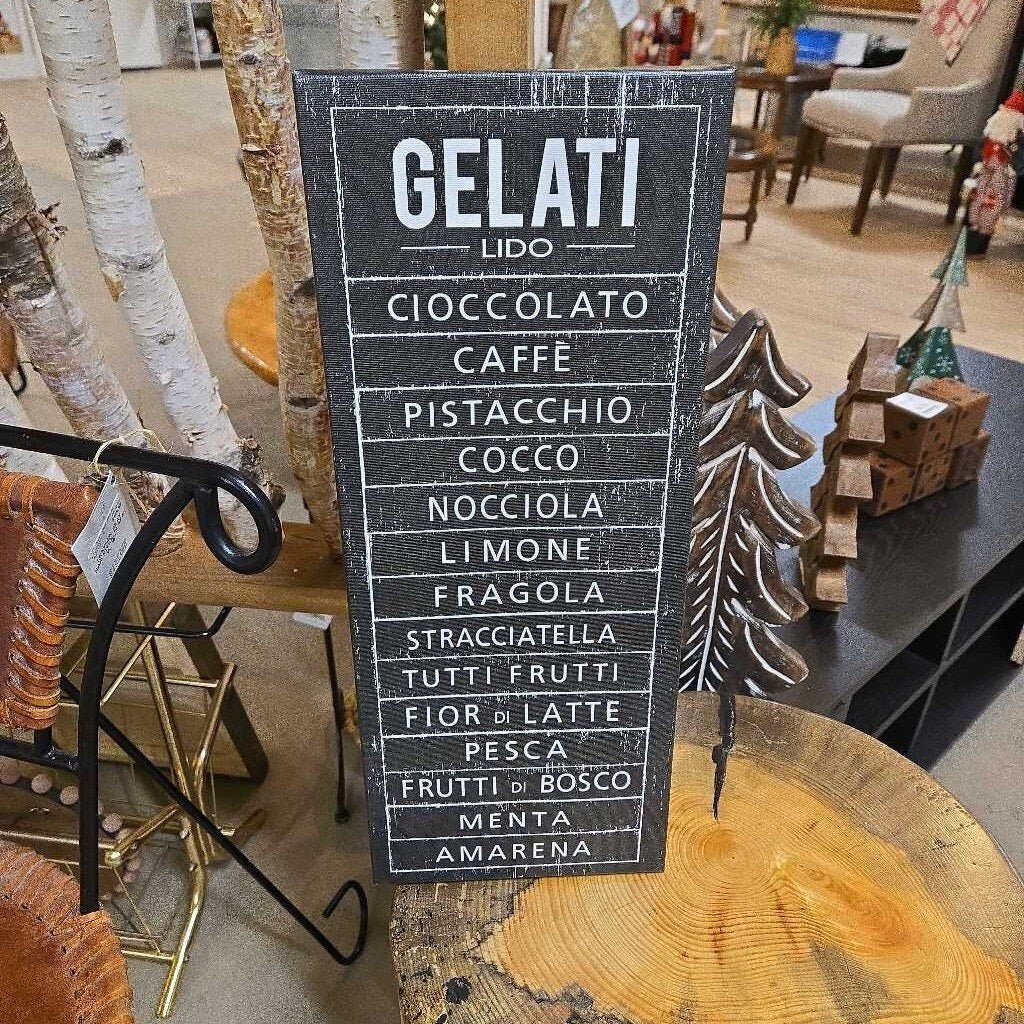 GELATI
LIDO
CIOCCOLATO
CAFFÈ
PISTACCHIO
COCCO
NOCCIOLA
LIMONE
FRAGOLA
STRACCIATELLA
TUTTI FRUTTI
FIOR DI LATTE
PESCA
FRUTTI DI BOSCO
MENTA
AMARENA